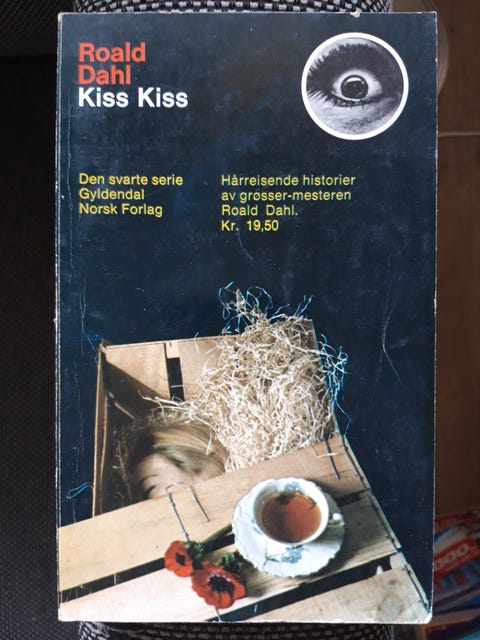 Roald
Dahl
Kiss Kiss
Den svarte serie
Gyldendal
Norsk Forlag
Hårreisende historier
av grøsser-mesteren
Roald Dahl.
Kr. 19,50